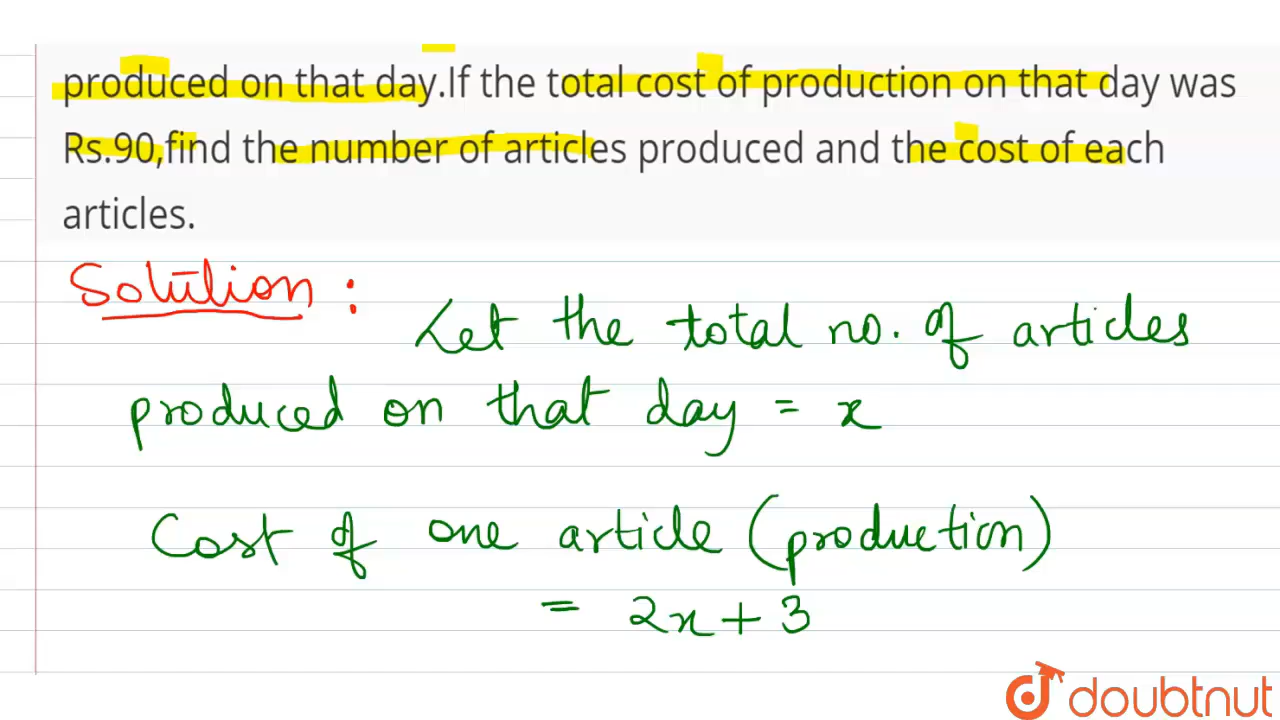 produced on that day.If the total cost of production on that day was
Rs.90,find the number of articles produced and the cost of each
articles.
Solution :
Let the total no. of articles
produced on that day = x
Cost of one article (production)
= 2x + 3
doubtnut